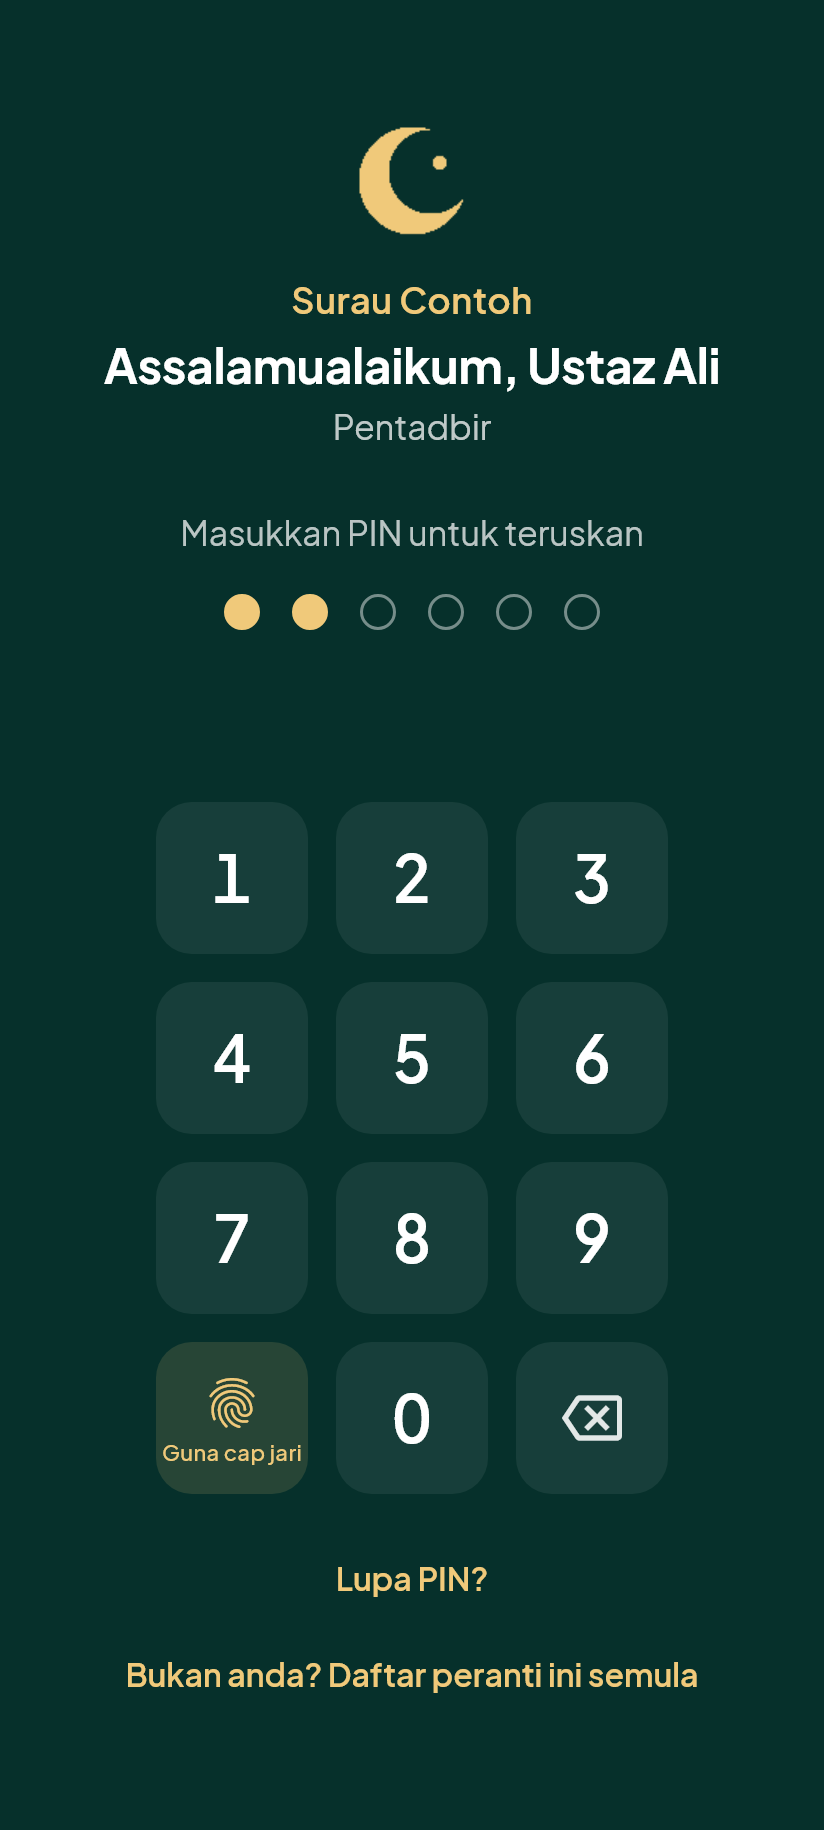 Surau Contoh
Assalamualaikum, Ustaz Ali
Pentadbir
Masukkan PIN untuk teruskan
1 2 3
4 5 6
7 8 9
0
Guna cap jari
Lupa PIN?
Bukan anda? Daftar peranti ini semula